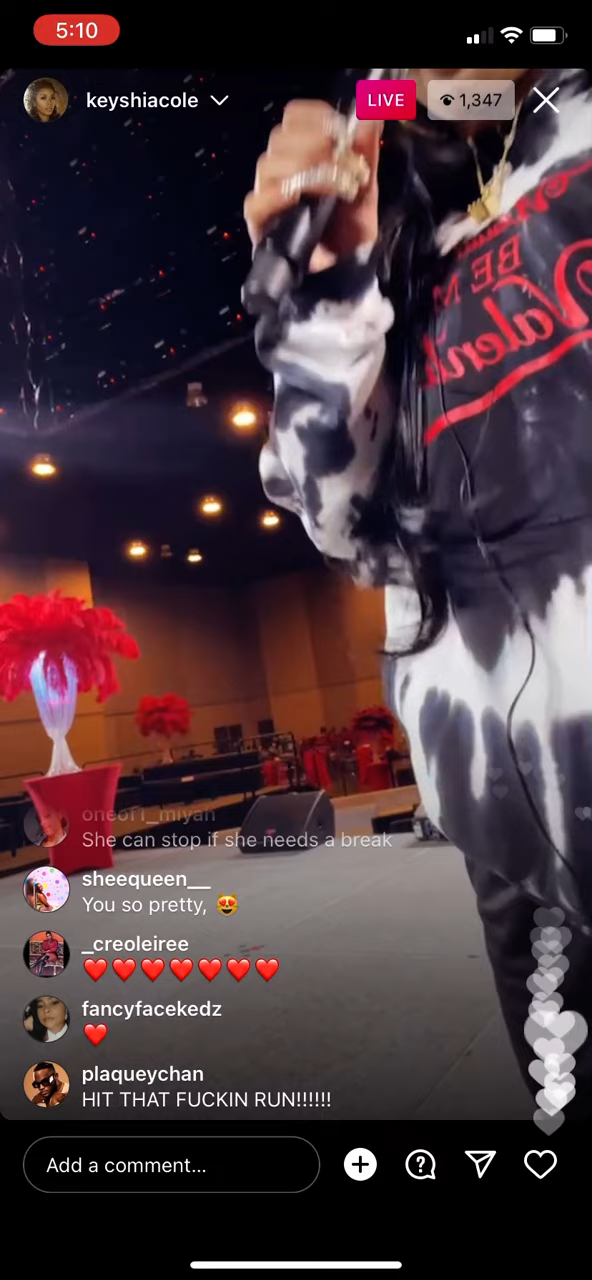 5:10
keyshiacole
LIVE
1,347
BE M
Valent
oneof1_miyah
She can stop if she needs a break
sheequeen__
You so pretty, 😻
_creoleiree
❤️❤️❤️❤️❤️❤️❤️
fancyfacekedz
❤️
plaqueychan
HIT THAT FUCKIN RUN!!!!!!
Add a comment...